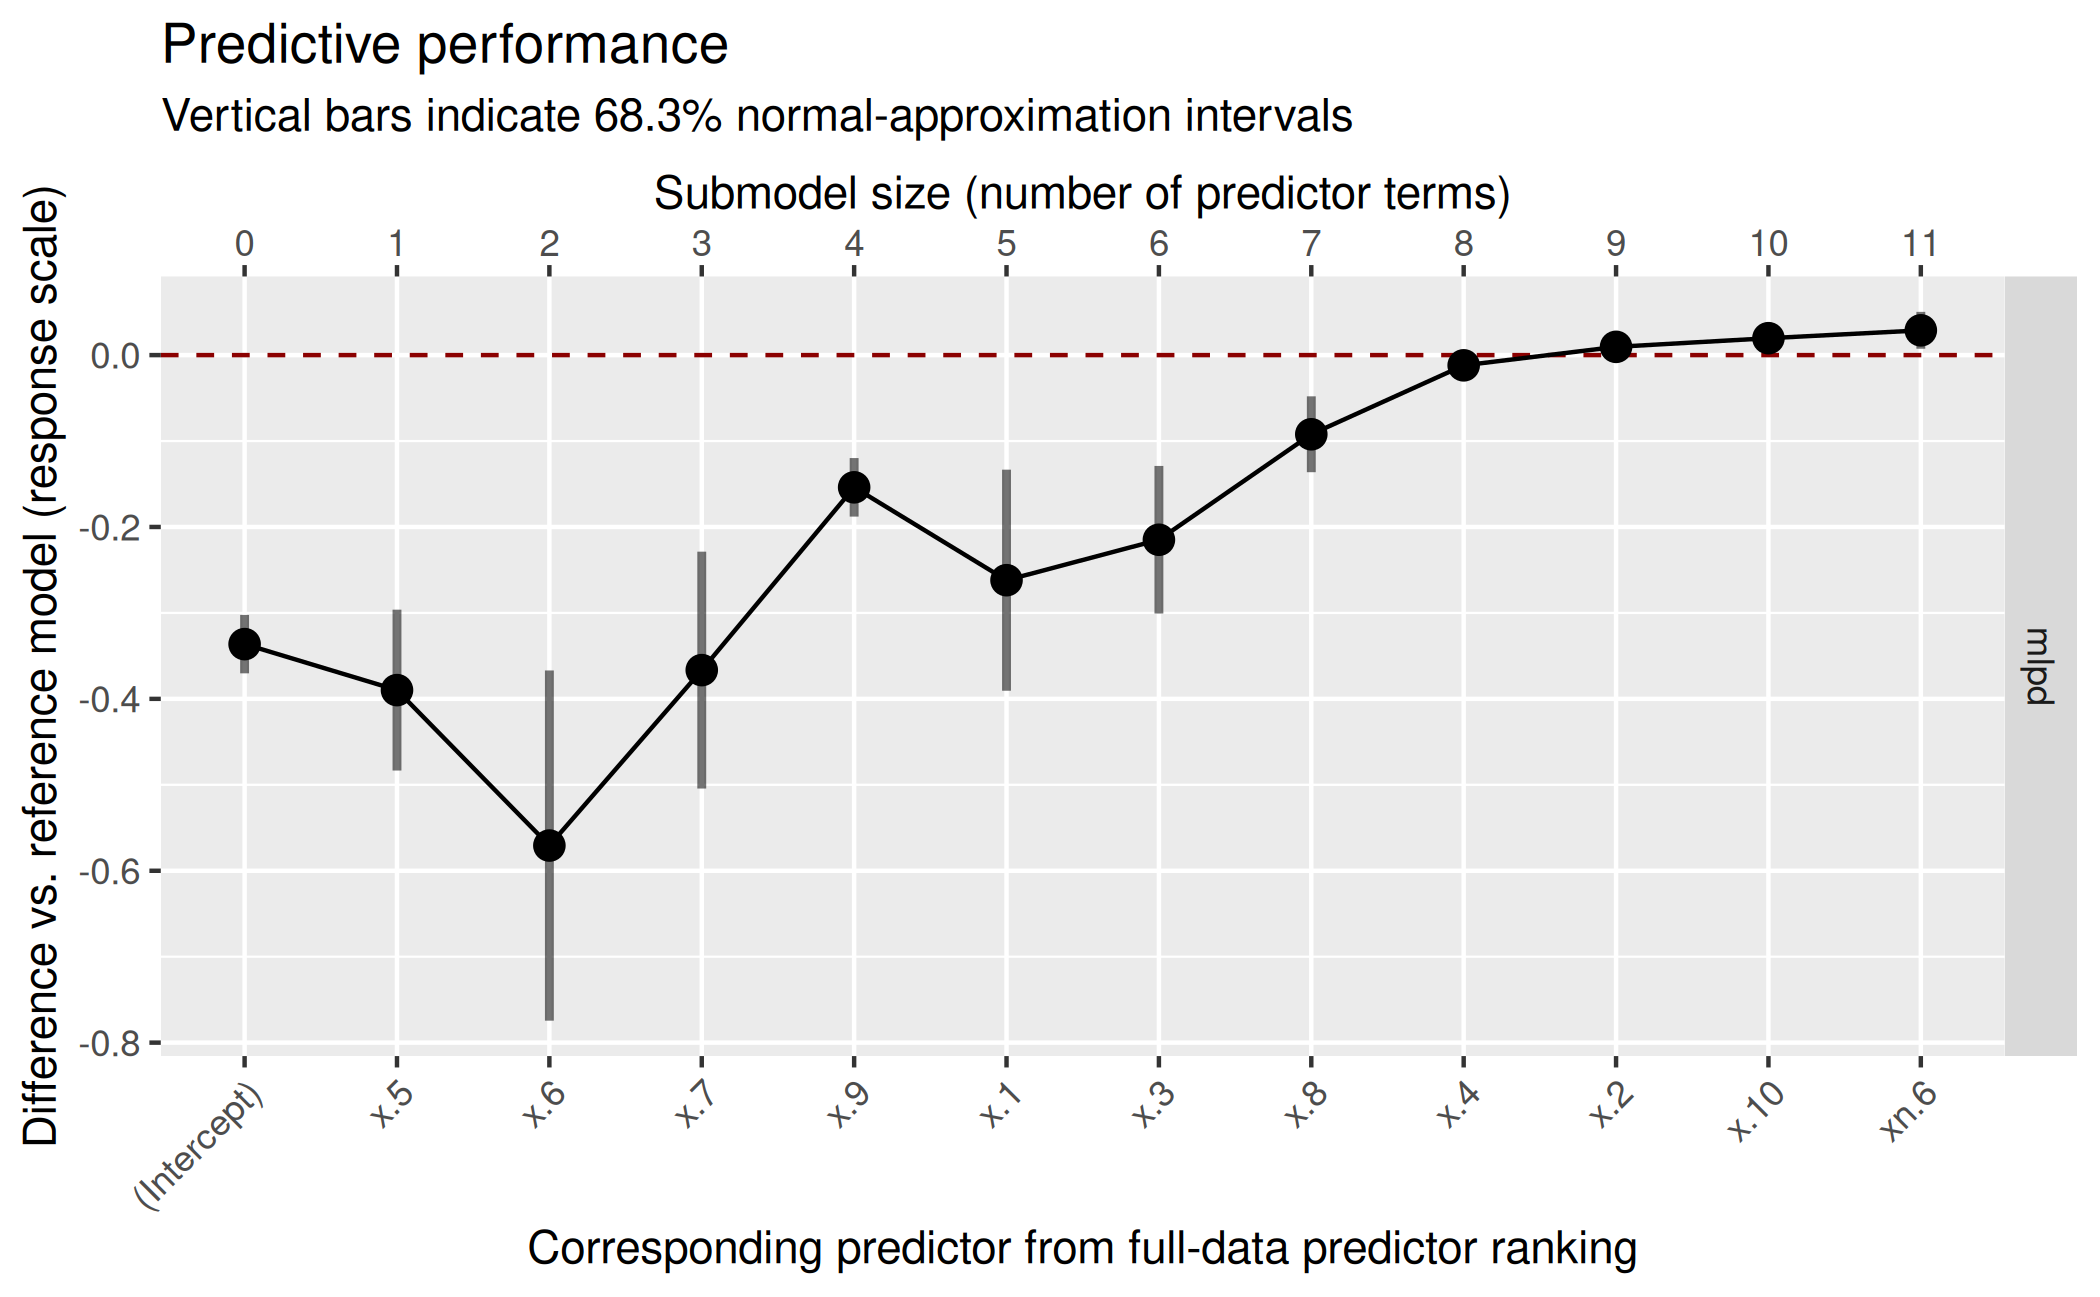 Predictive performance
Vertical bars indicate 68.3% normal-approximation intervals
Submodel size (number of predictor terms)
0 1 2 3 4 5 6 7 8 9 10 11
Difference vs. reference model (response scale)
0.0
-0.2
-0.4
-0.6
-0.8
mlpd
(Intercept) x.5 x.6 x.7 x.9 x.1 x.3 x.8 x.4 x.2 x.10 xn.6
Corresponding predictor from full-data predictor ranking